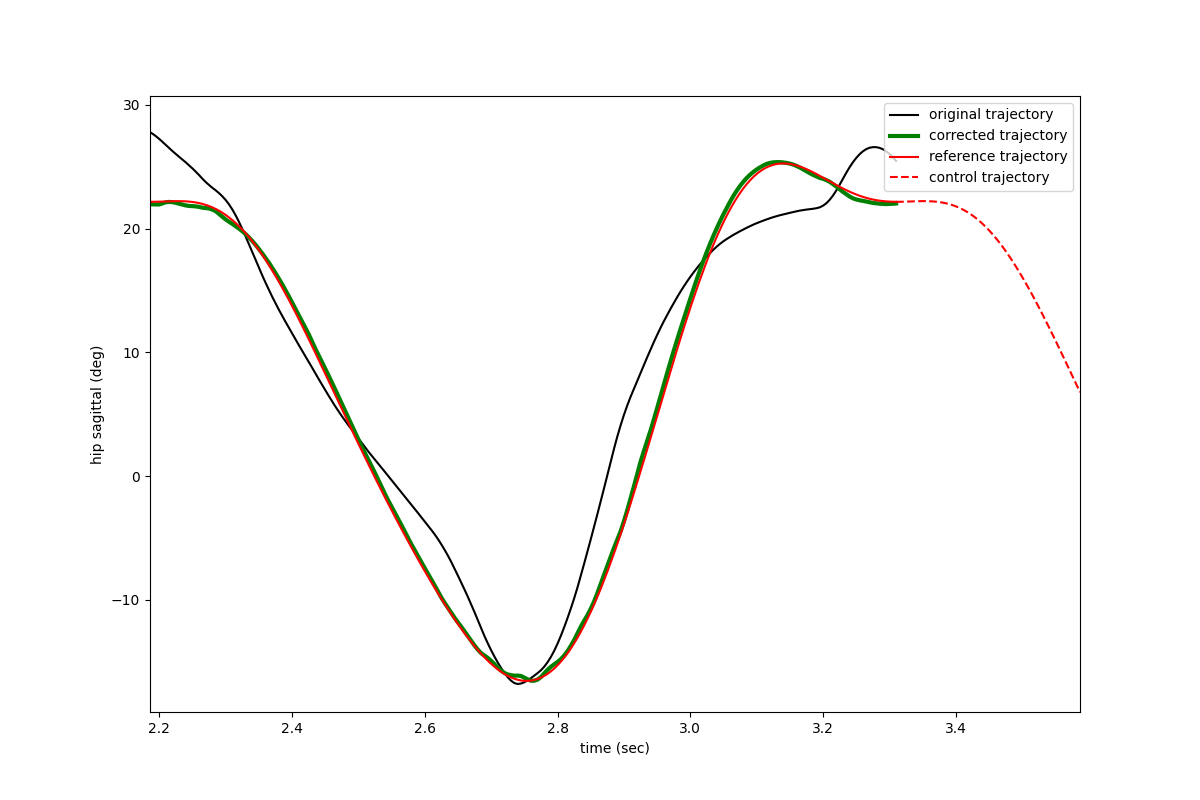 30
20
10
0
−10
hip sagittal (deg)
original trajectory
corrected trajectory
reference trajectory
control trajectory
2.2 2.4 2.6 2.8 3.0 3.2 3.4
time (sec)